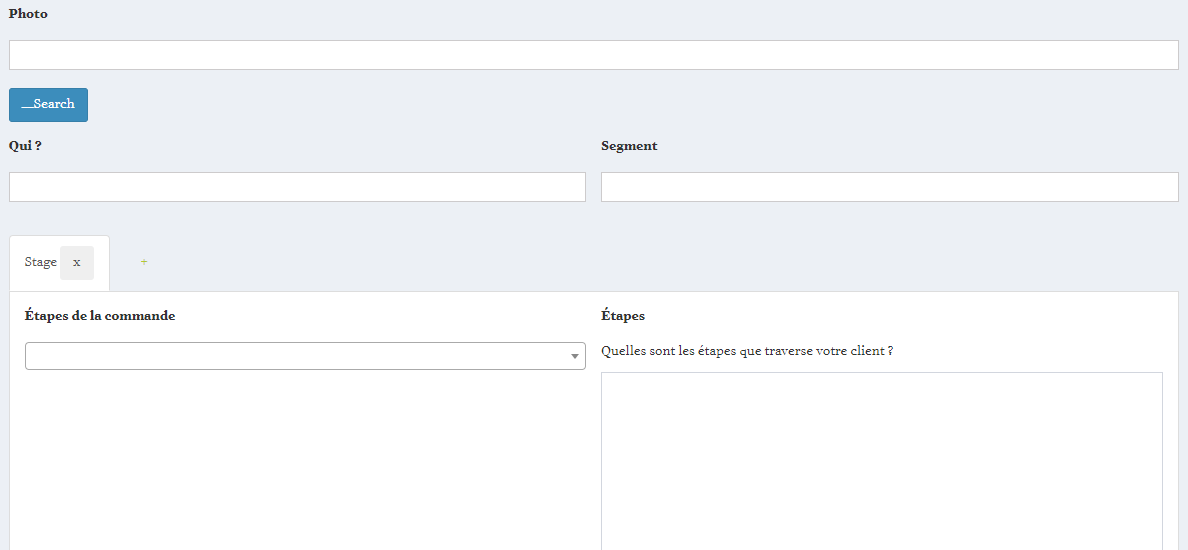 Photo
__Search
Qui ?
Segment
Stage x +
Étapes de la commande
Étapes
Quelles sont les étapes que traverse votre client ?